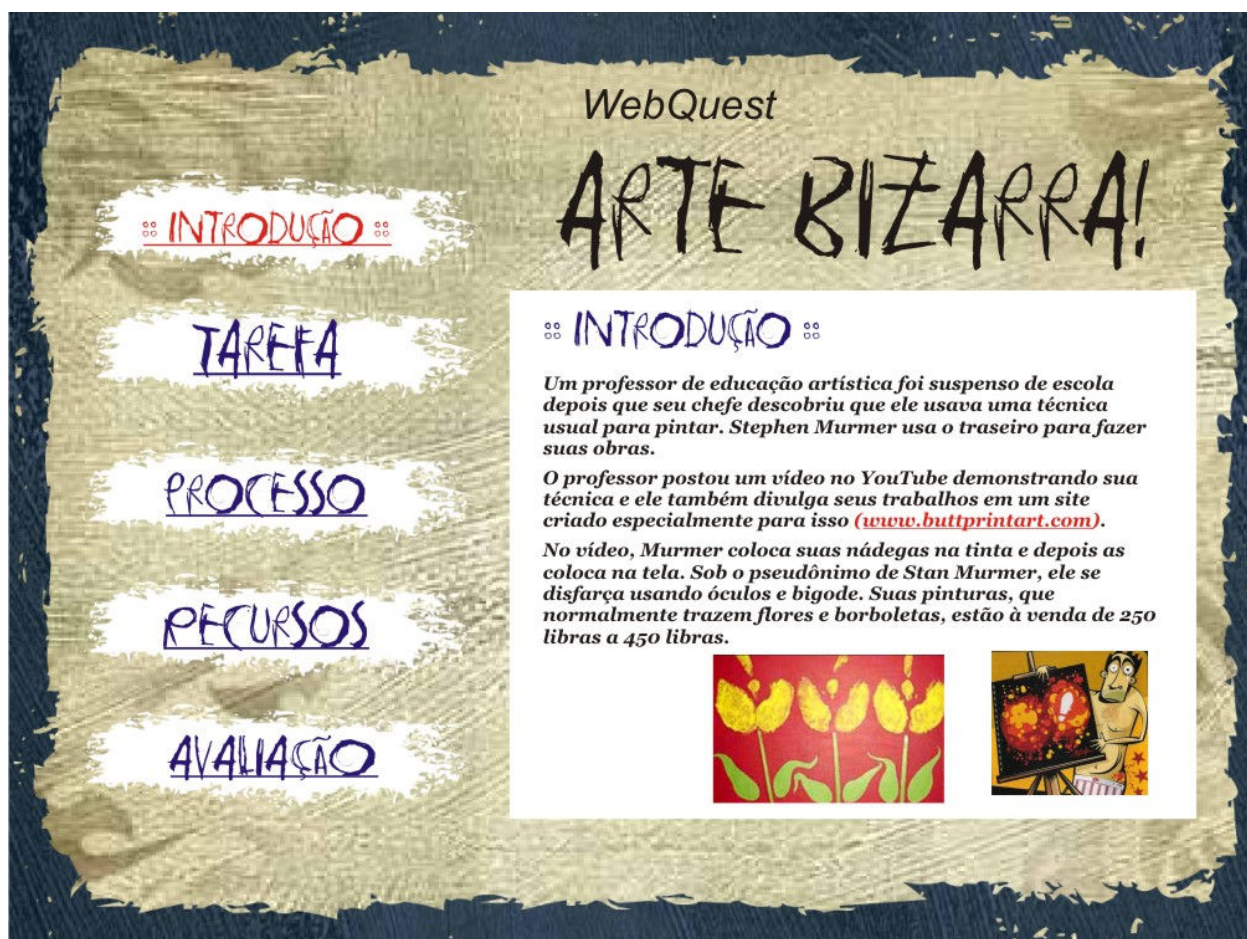 WebQuest
ARTE BIZARRA!
:: INTRODUÇÃO ::
TAREFA
PROCESSO
RECURSOS
AVALIAÇÃO
:: INTRODUÇÃO ::
Um professor de educação artística foi suspenso de escola
depois que seu chefe descobriu que ele usava uma técnica
usual para pintar. Stephen Murmer usa o traseiro para fazer
suas obras.
O professor postou um vídeo no YouTube demonstrando sua
técnica e ele também divulga seus trabalhos em um site
criado especialmente para isso (www.buttprintart.com).
No vídeo, Murmer coloca suas nádegas na tinta e depois as
coloca na tela. Sob o pseudônimo de Stan Murmer, ele se
disfarça usando óculos e bigode. Suas pinturas, que
normalmente trazem flores e borboletas, estão à venda de 250
libras a 450 libras.